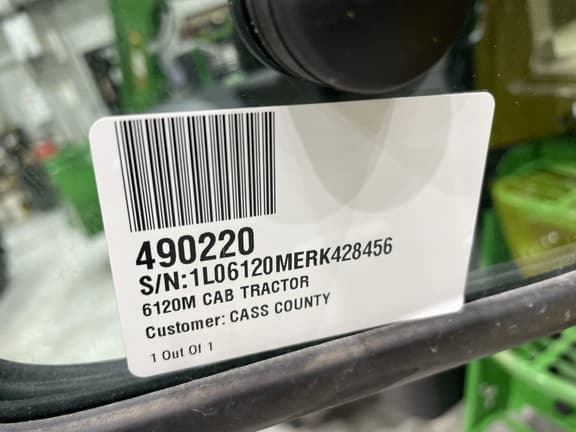 490220
S/N:1L06120MERK428456
6120M CAB TRACTOR
Customer: CASS COUNTY
1 Out Of 1